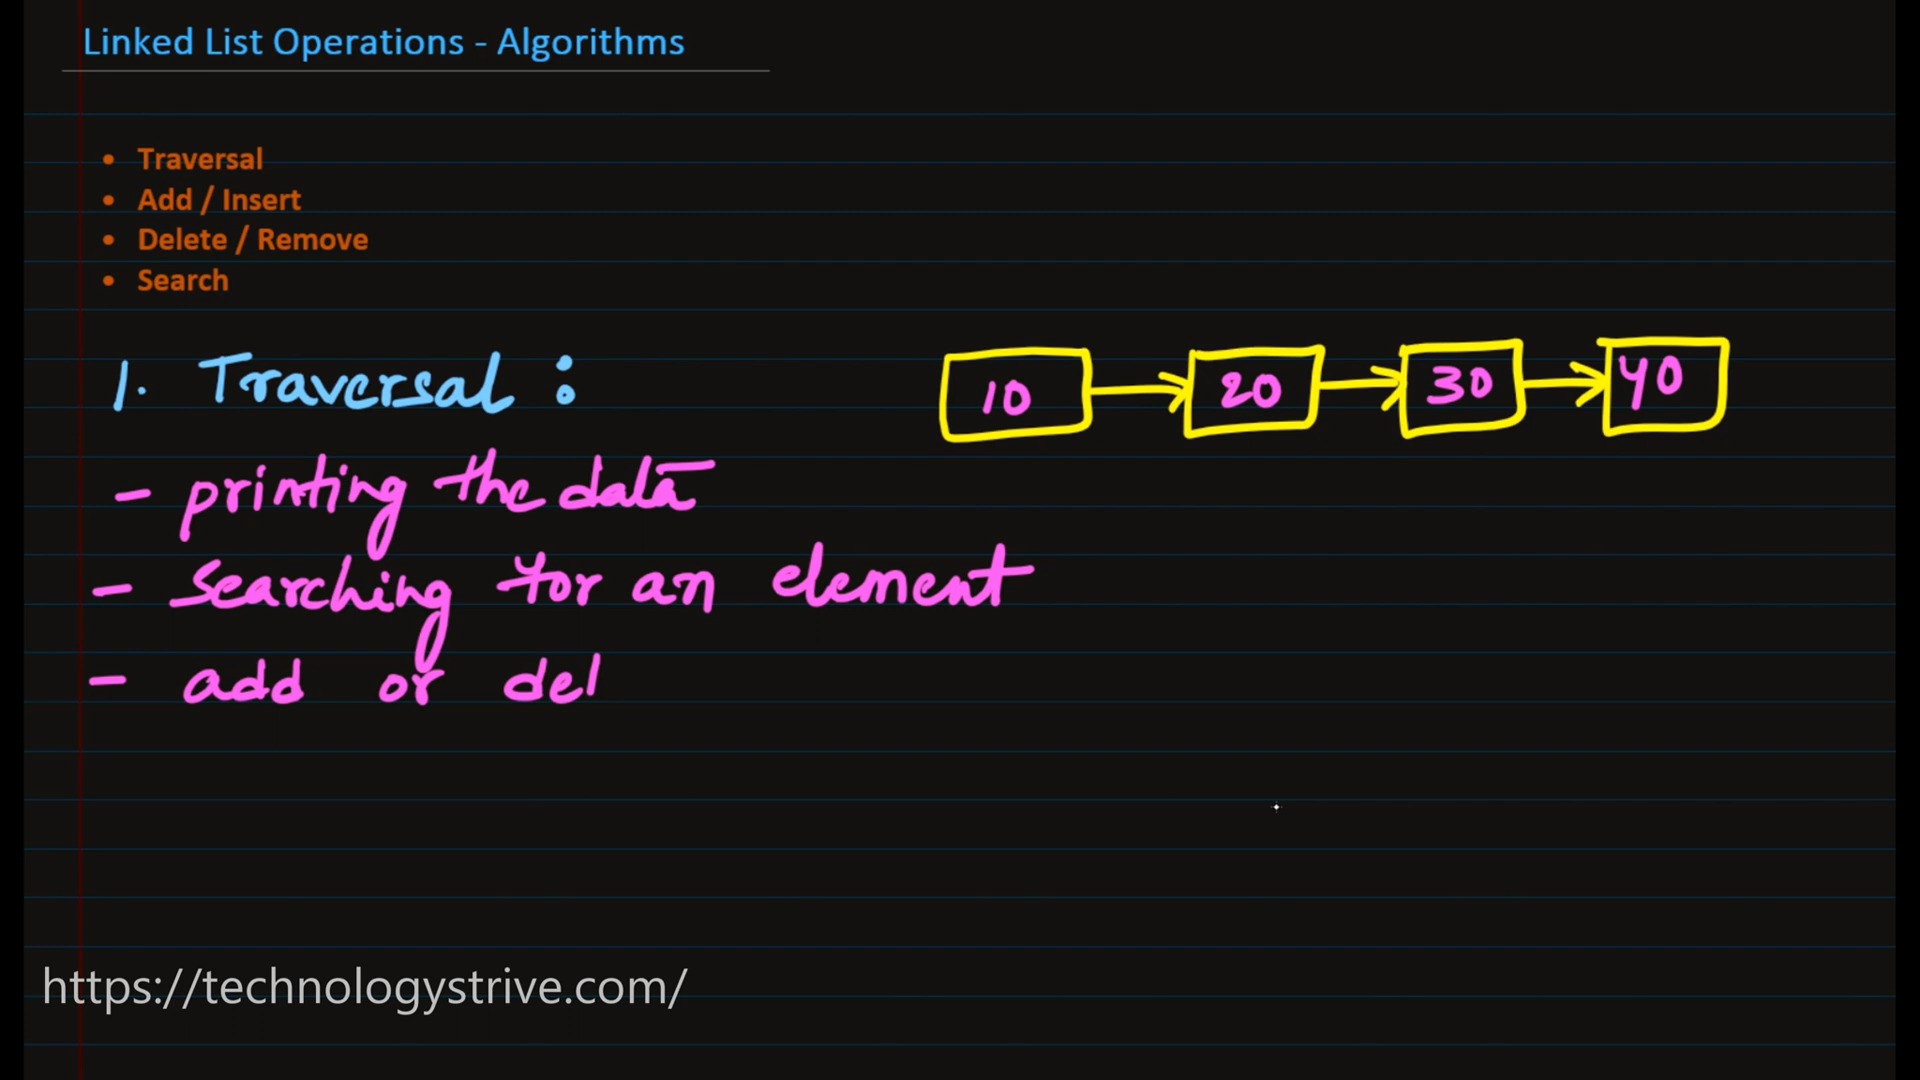 Linked List Operations - Algorithms
• Traversal
• Add / Insert
• Delete / Remove
• Search
1. Traversal :
10 20 30 40
- printing the data
- searching for an element
- add or del
https://technologystrive.com/